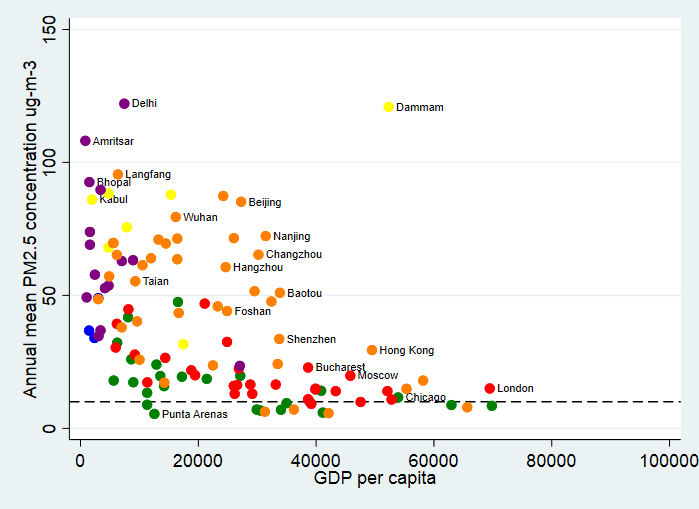 Annual mean PM2.5 concentration ug-m-3
150
100
50
0
Delhi
Dammam
Amritsar
Langfang
Bhopal
Kabul
Beijing
Wuhan
Nanjing
Changzhou
Hangzhou
Taian
Baotou
Foshan
Shenzhen
Hong Kong
Bucharest
Moscow
London
Chicago
Punta Arenas
0 20000 40000 60000 80000 100000
GDP per capita